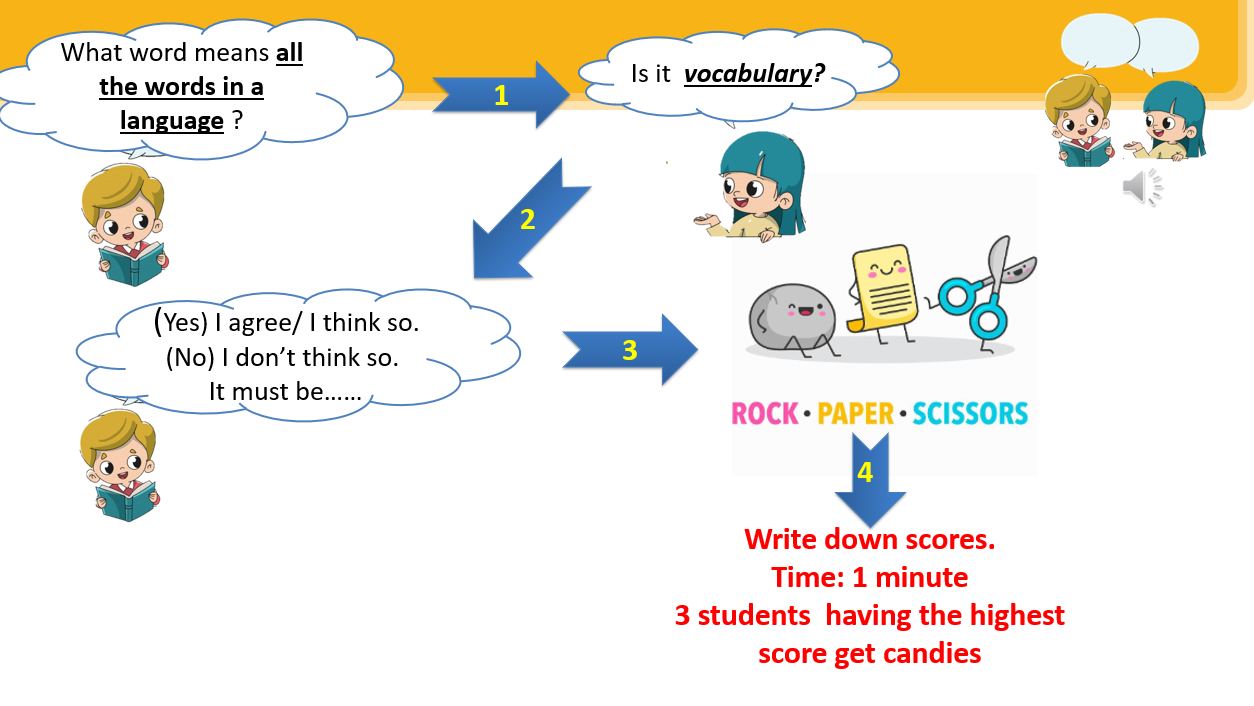 What word means all
the words in a
language ?
1
Is it vocabulary?
2
(Yes) I agree/ I think so.
(No) I don’t think so.
It must be......
3
ROCK • PAPER • SCISSORS
4
Write down scores.
Time: 1 minute
3 students having the highest
score get candies